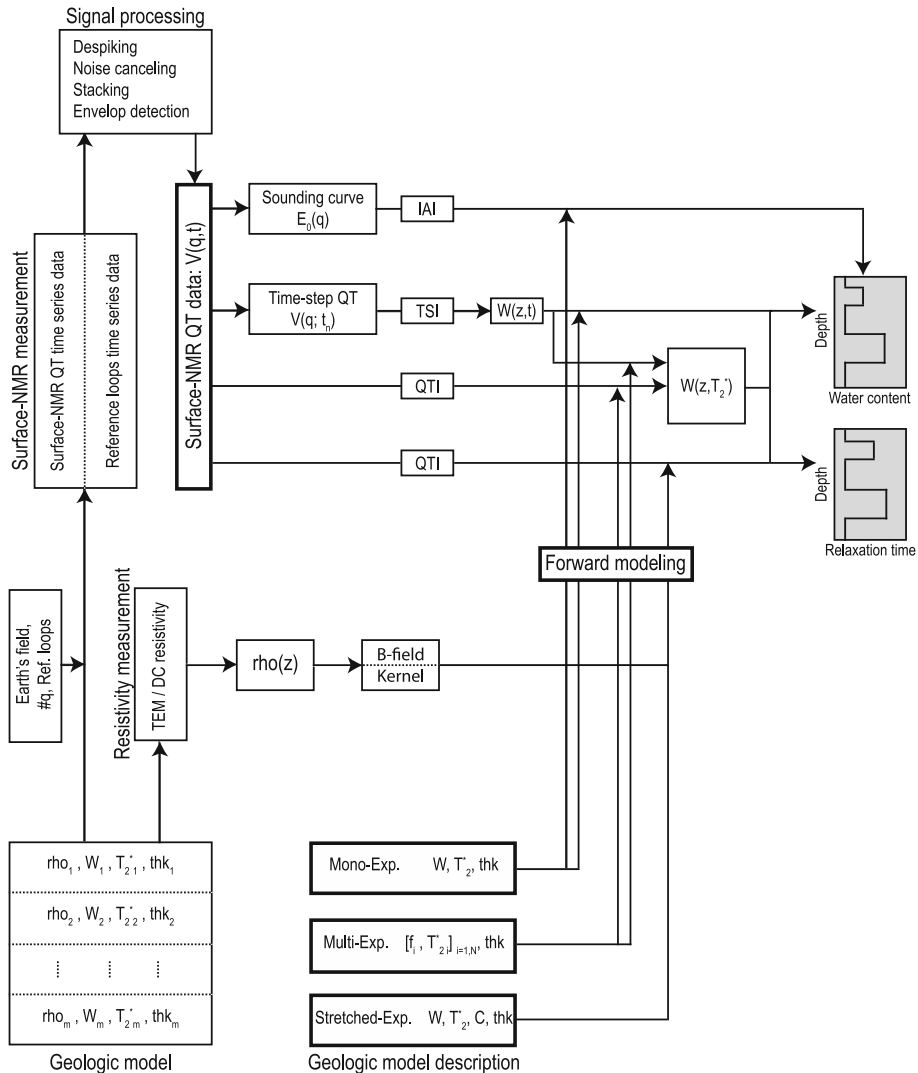 Signal processing
Despiking
Noise canceling
Stacking
Envelop detection
Surface-NMR measurement
Surface-NMR QT time series data
Reference loops time series data
Surface-NMR QT data: V(q,t)
Sounding curve
E₀(q)
IAI
Time-step QT
V(q; tₙ)
TSI
W(z,t)
QTI
W(z,T₂*)
QTI
Depth
Water content
Depth
Relaxation time
Forward modeling
Earth's field,
#q, Ref. loops
Resistivity measurement
TEM / DC resistivity
rho(z)
B-field
Kernel
rho₁ , W₁ , T₂*₁ , thk₁
rho₂ , W₂ , T₂*₂ , thk₂
rhoₘ , Wₘ , T₂*ₘ , thkₘ
Geologic model
Mono-Exp. W, T₂*, thk
Multi-Exp. [fᵢ , T₂*ᵢ] i=1,N, thk
Stretched-Exp. W, T₂*, C, thk
Geologic model description